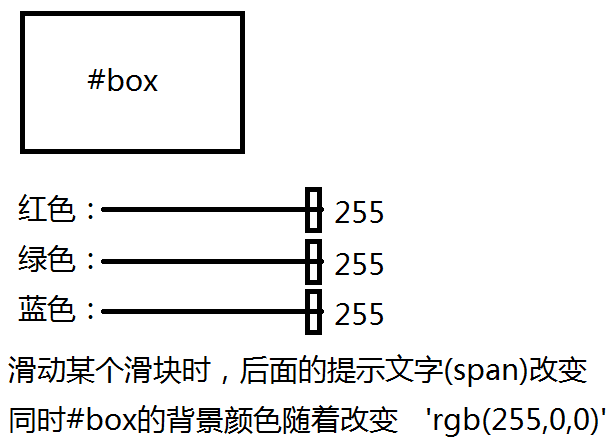 #box
红色：255
绿色：255
蓝色：255
滑动某个滑块时，后面的提示文字(span)改变
同时#box的背景颜色随着改变 'rgb(255,0,0)'